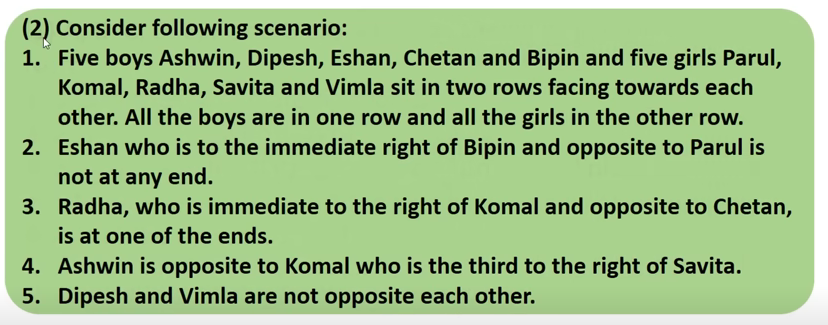 (2) Consider following scenario:
1. Five boys Ashwin, Dipesh, Eshan, Chetan and Bipin and five girls Parul,
Komal, Radha, Savita and Vimla sit in two rows facing towards each
other. All the boys are in one row and all the girls in the other row.
2. Eshan who is to the immediate right of Bipin and opposite to Parul is
not at any end.
3. Radha, who is immediate to the right of Komal and opposite to Chetan,
is at one of the ends.
4. Ashwin is opposite to Komal who is the third to the right of Savita.
5. Dipesh and Vimla are not opposite each other.